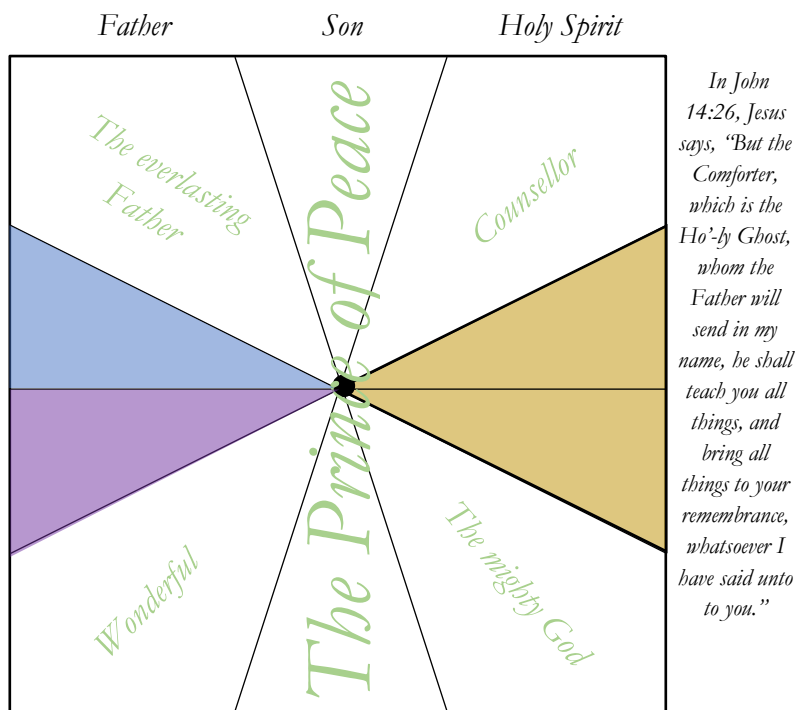 Father Son Holy Spirit
The everlasting
Father
The Prince of Peace
Counsellor
Wonderful
The mighty God
In John
14:26, Jesus
says, “But the
Comforter,
which is the
Ho’-ly Ghost,
whom the
Father will
send in my
name, he shall
teach you all
things, and
bring all
things to your
remembrance,
whatsoever I
have said unto
to you.”